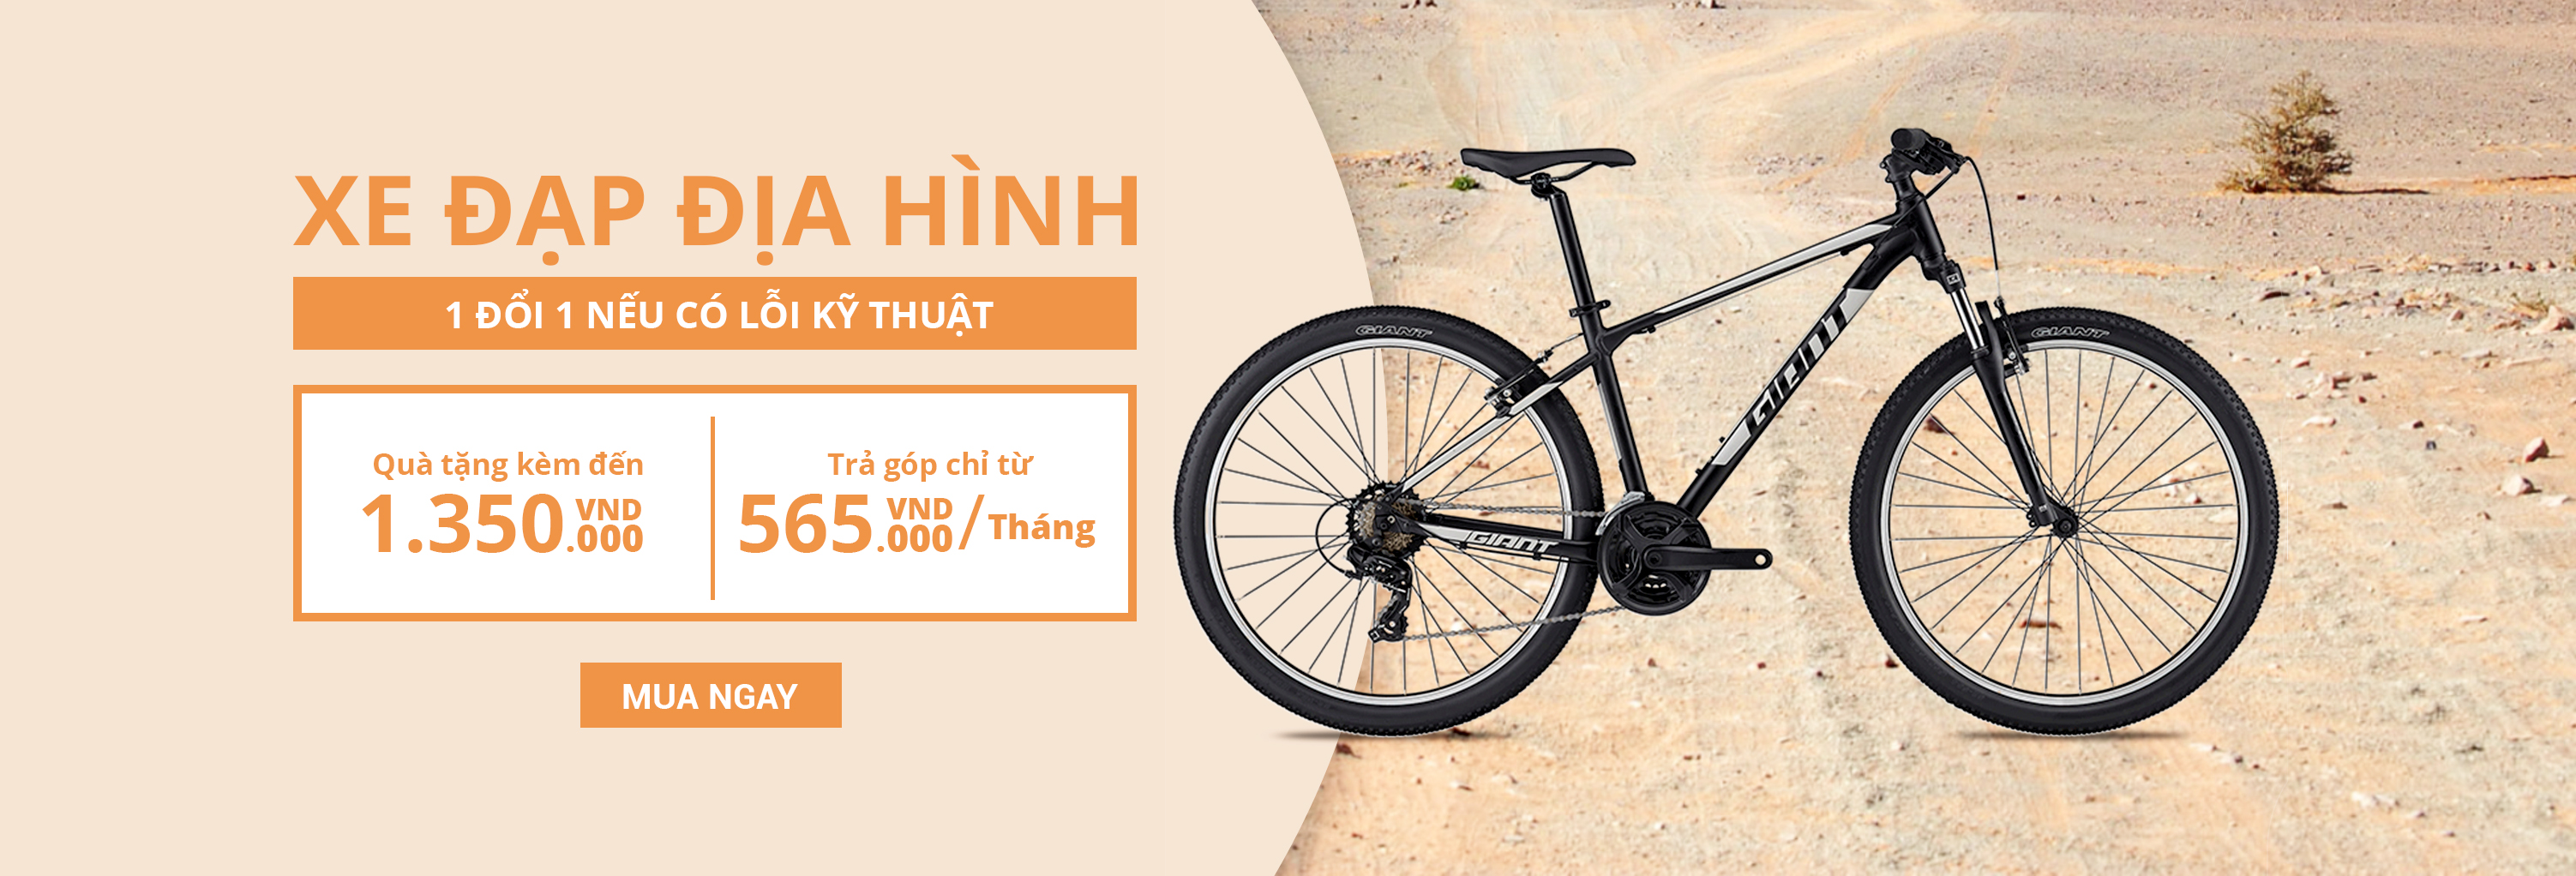 XE ĐẠP ĐỊA HÌNH
1 ĐỔI 1 NẾU CÓ LỖI KỸ THUẬT
Quà tặng kèm đến
1.350.000 VND
Trả góp chỉ từ
565.000 VND/Tháng
MUA NGAY
GIANT
GIANT
GIANT
GIANT